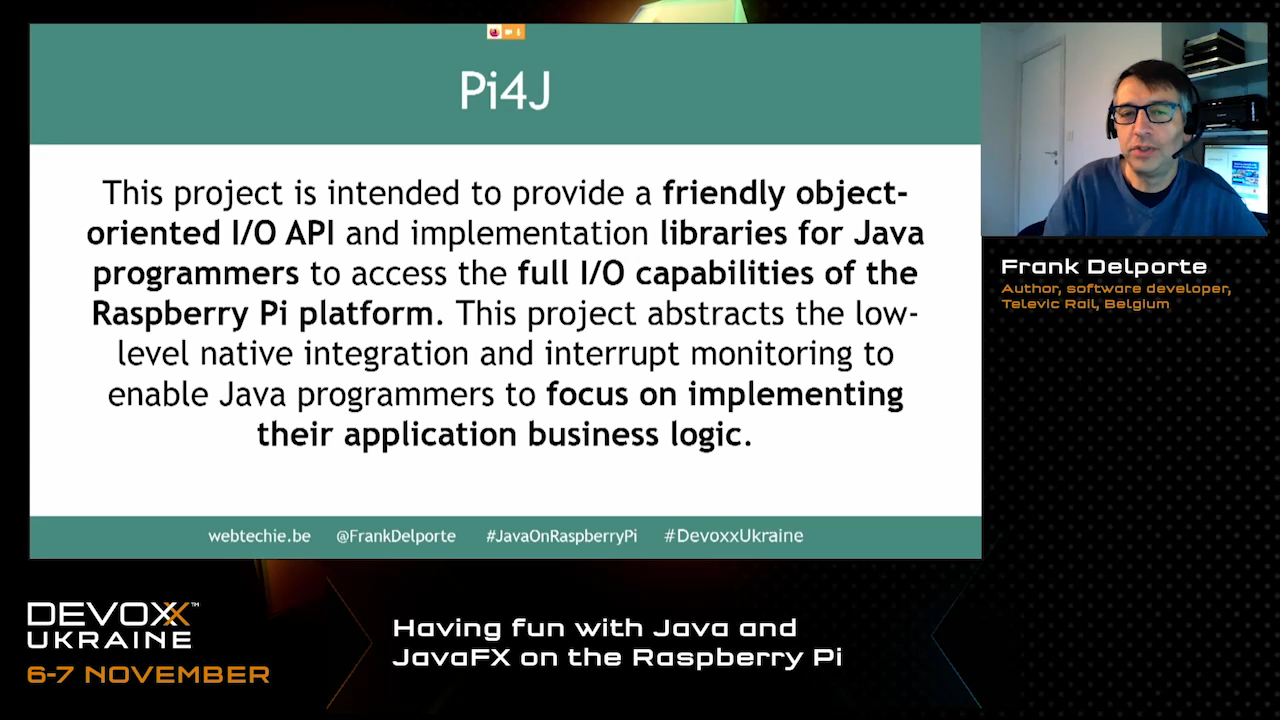 Pi4J
This project is intended to provide a friendly object-
oriented I/O API and implementation libraries for Java
programmers to access the full I/O capabilities of the
Raspberry Pi platform. This project abstracts the low-
level native integration and interrupt monitoring to
enable Java programmers to focus on implementing
their application business logic.
webtechie.be @FrankDelporte #JavaOnRaspberryPi #DevoxxUkraine
Frank Delporte
Author, software developer,
Televic Rail, Belgium
DEVOXX™
UKRAINE
6-7 NOVEMBER
Having fun with Java and
JavaFX on the Raspberry Pi